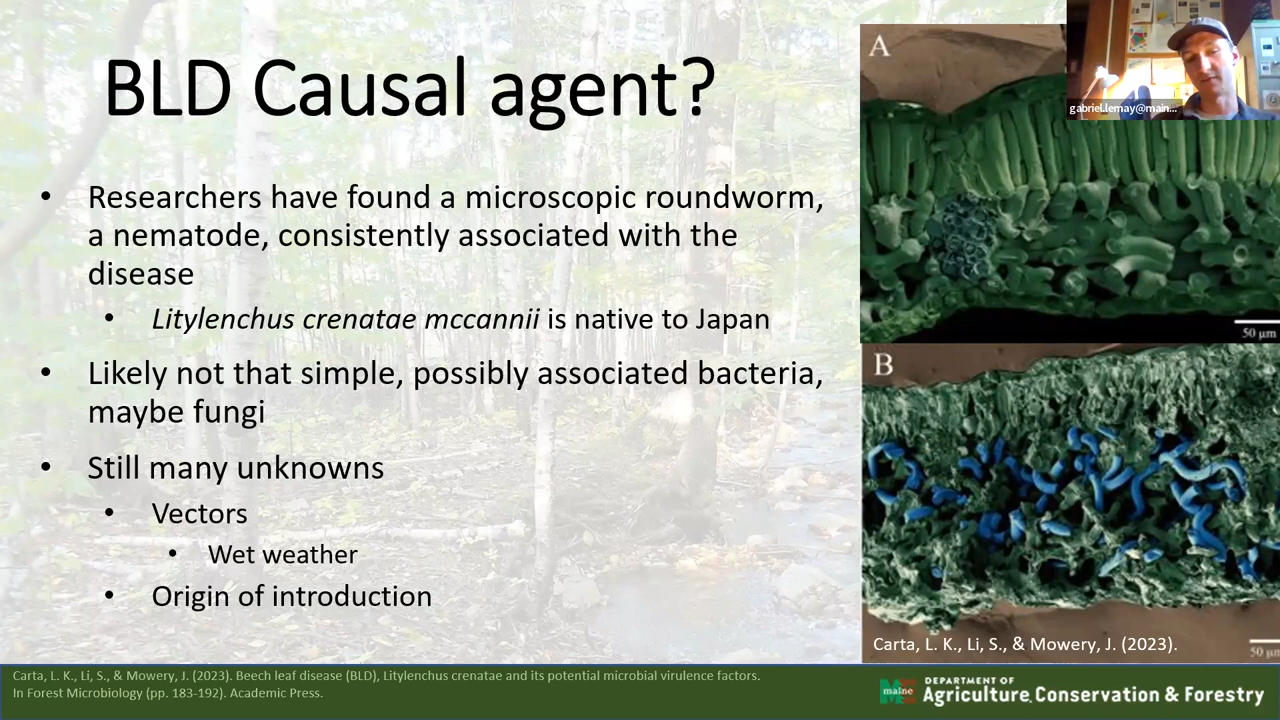 BLD Causal agent?
• Researchers have found a microscopic roundworm,
a nematode, consistently associated with the
disease
• Litylenchus crenatae mccannii is native to Japan
• Likely not that simple, possibly associated bacteria,
maybe fungi
• Still many unknowns
• Vectors
• Wet weather
• Origin of introduction
A
gabriel.lemay@main...
50 µm
B
Carta, L. K., Li, S., & Mowery, J. (2023).
50 µm
Carta, L. K., Li, S., & Mowery, J. (2023). Beech leaf disease (BLD), Litylenchus crenatae and its potential microbial virulence factors.
In Forest Microbiology (pp. 183-192). Academic Press.
maine
DEPARTMENT OF
Agriculture, Conservation & Forestry